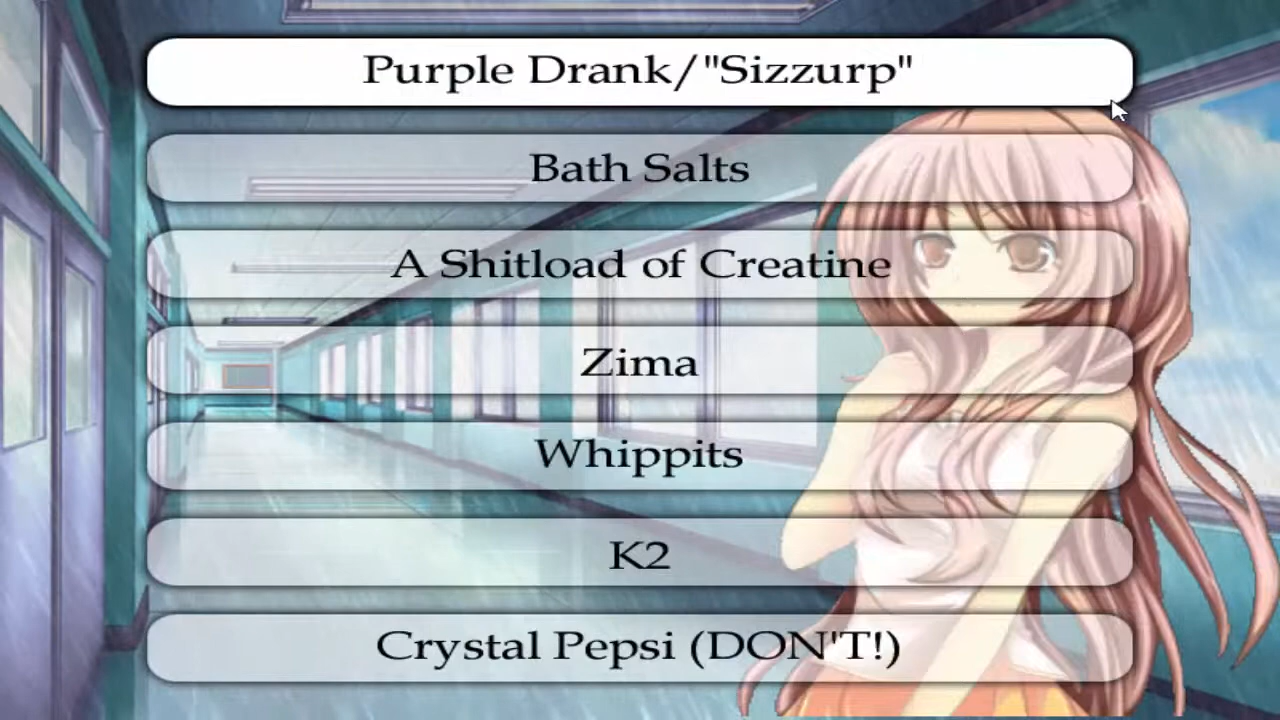 Purple Drank/"Sizzurp"
Bath Salts
A Shitload of Creatine
Zima
Whippits
K2
Crystal Pepsi (DON'T!)